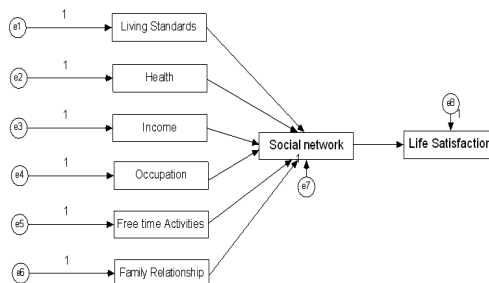 e1 1 Living Standards
e2 1 Health
e3 1 Income
e4 1 Occupation
e5 1 Free time Activities
e6 1 Family Relationship
Social network
1
e7
e8
1
Life Satisfaction